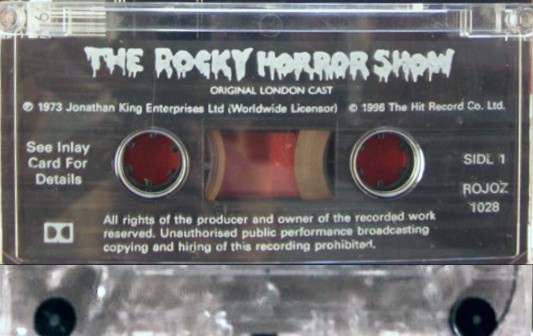 THE ROCKY HORROR SHOW
ORIGINAL LONDON CAST
℗ 1973 Jonathan King Enterprises Ltd (Worldwide Licensor) © 1996 The Hit Record Co. Ltd.
See Inlay
Card For
Details
SIDE 1
ROJOZ
1028
All rights of the producer and owner of the recorded work
reserved. Unauthorised public performance broadcasting
copying and hiring of this recording prohibited.